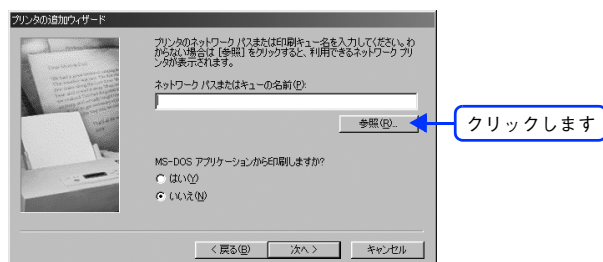 プリンタの追加ウィザード
プリンタのネットワーク パスまたは印刷キュー名を入力してください。わ
からない場合は [参照] をクリックすると、利用できるネットワーク プリ
ンタが表示されます。
ネットワーク パスまたはキューの名前(P):
参照(R)...
クリックします
MS-DOS アプリケーションから印刷しますか?
はい(Y)
いいえ(N)
< 戻る(B)
次へ >
キャンセル